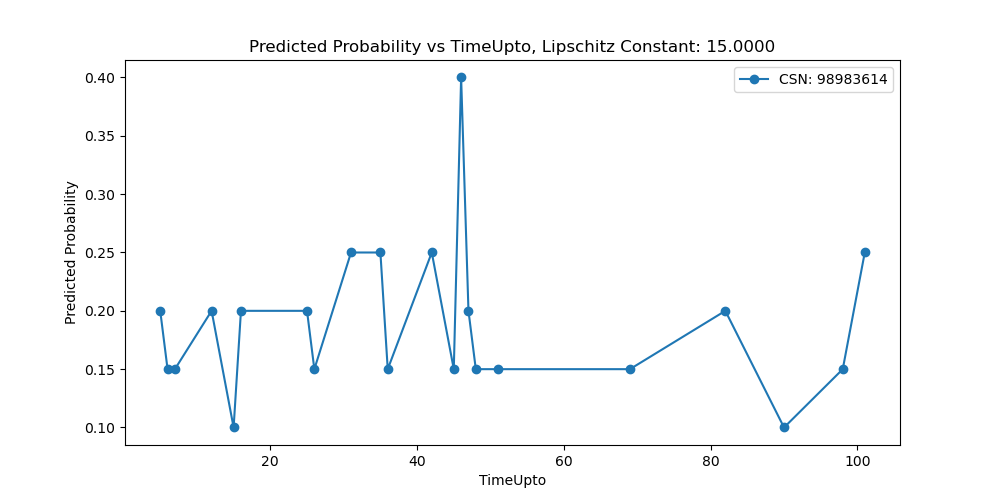 Predicted Probability vs TimeUpto, Lipschitz Constant: 15.0000
CSN: 98983614
0.40
0.35
0.30
0.25
0.20
0.15
0.10
Predicted Probability
20 40 60 80 100
TimeUpto